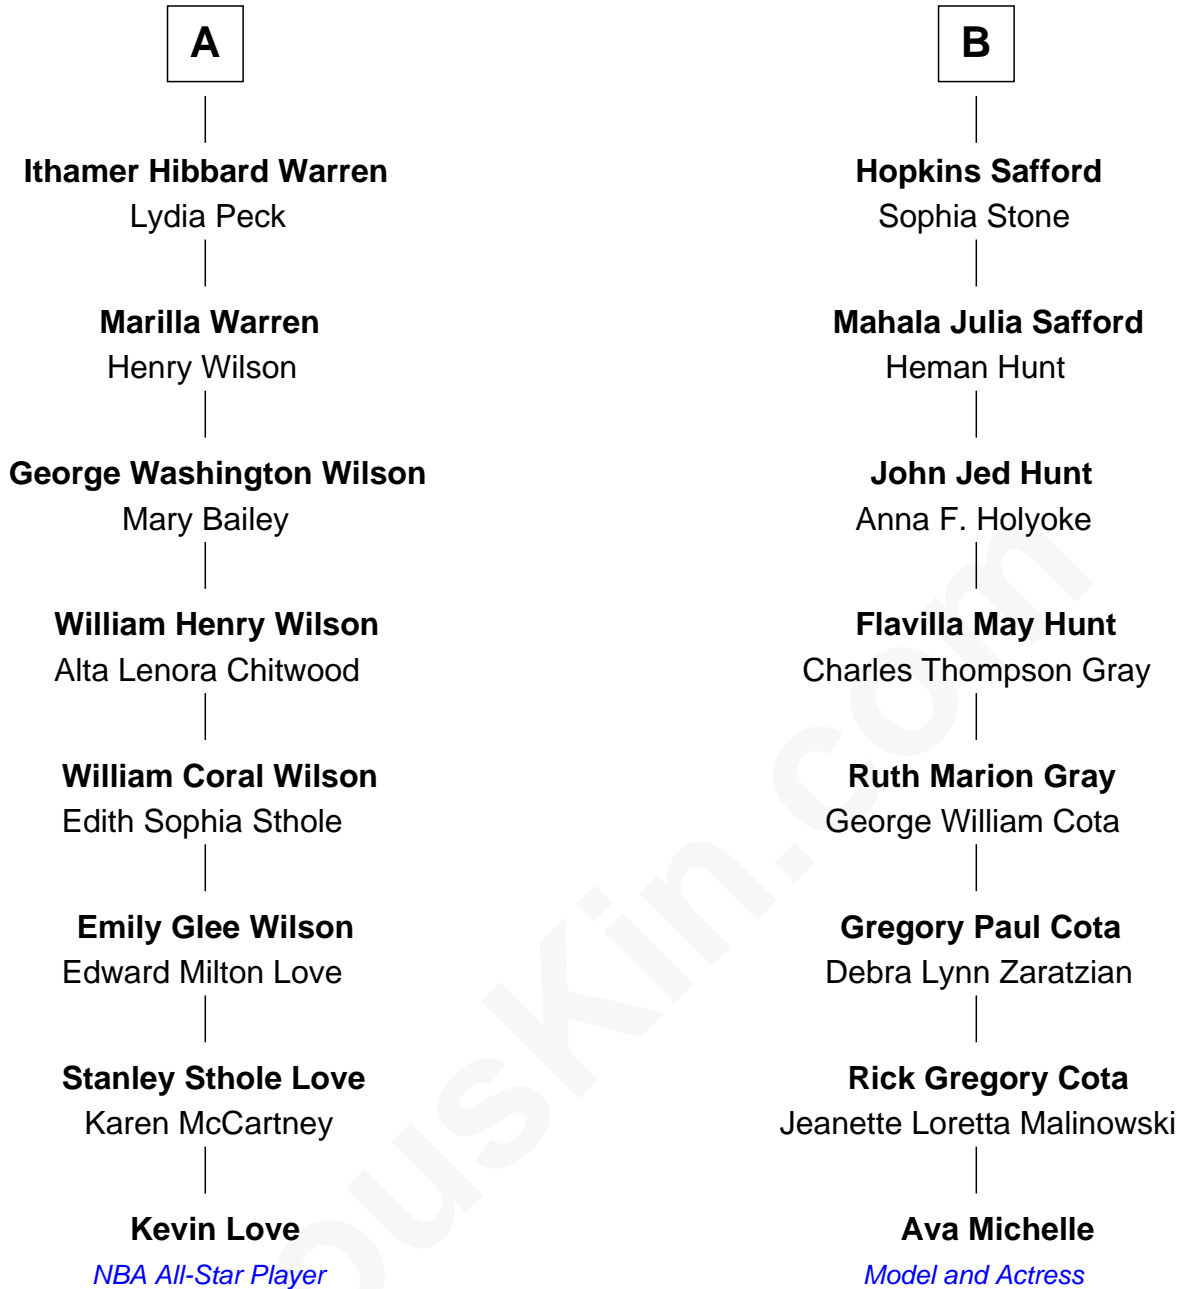 A
Ithamer Hibbard Warren
Lydia Peck
Marilla Warren
Henry Wilson
George Washington Wilson
Mary Bailey
William Henry Wilson
Alta Lenora Chitwood
William Coral Wilson
Edith Sophia Sthole
Emily Glee Wilson
Edward Milton Love
Stanley Sthole Love
Karen McCartney
Kevin Love
NBA All-Star Player
B
Hopkins Safford
Sophia Stone
Mahala Julia Safford
Heman Hunt
John Jed Hunt
Anna F. Holyoke
Flavilla May Hunt
Charles Thompson Gray
Ruth Marion Gray
George William Cota
Gregory Paul Cota
Debra Lynn Zaratzian
Rick Gregory Cota
Jeanette Loretta Malinowski
Ava Michelle
Model and Actress
ousKin.com